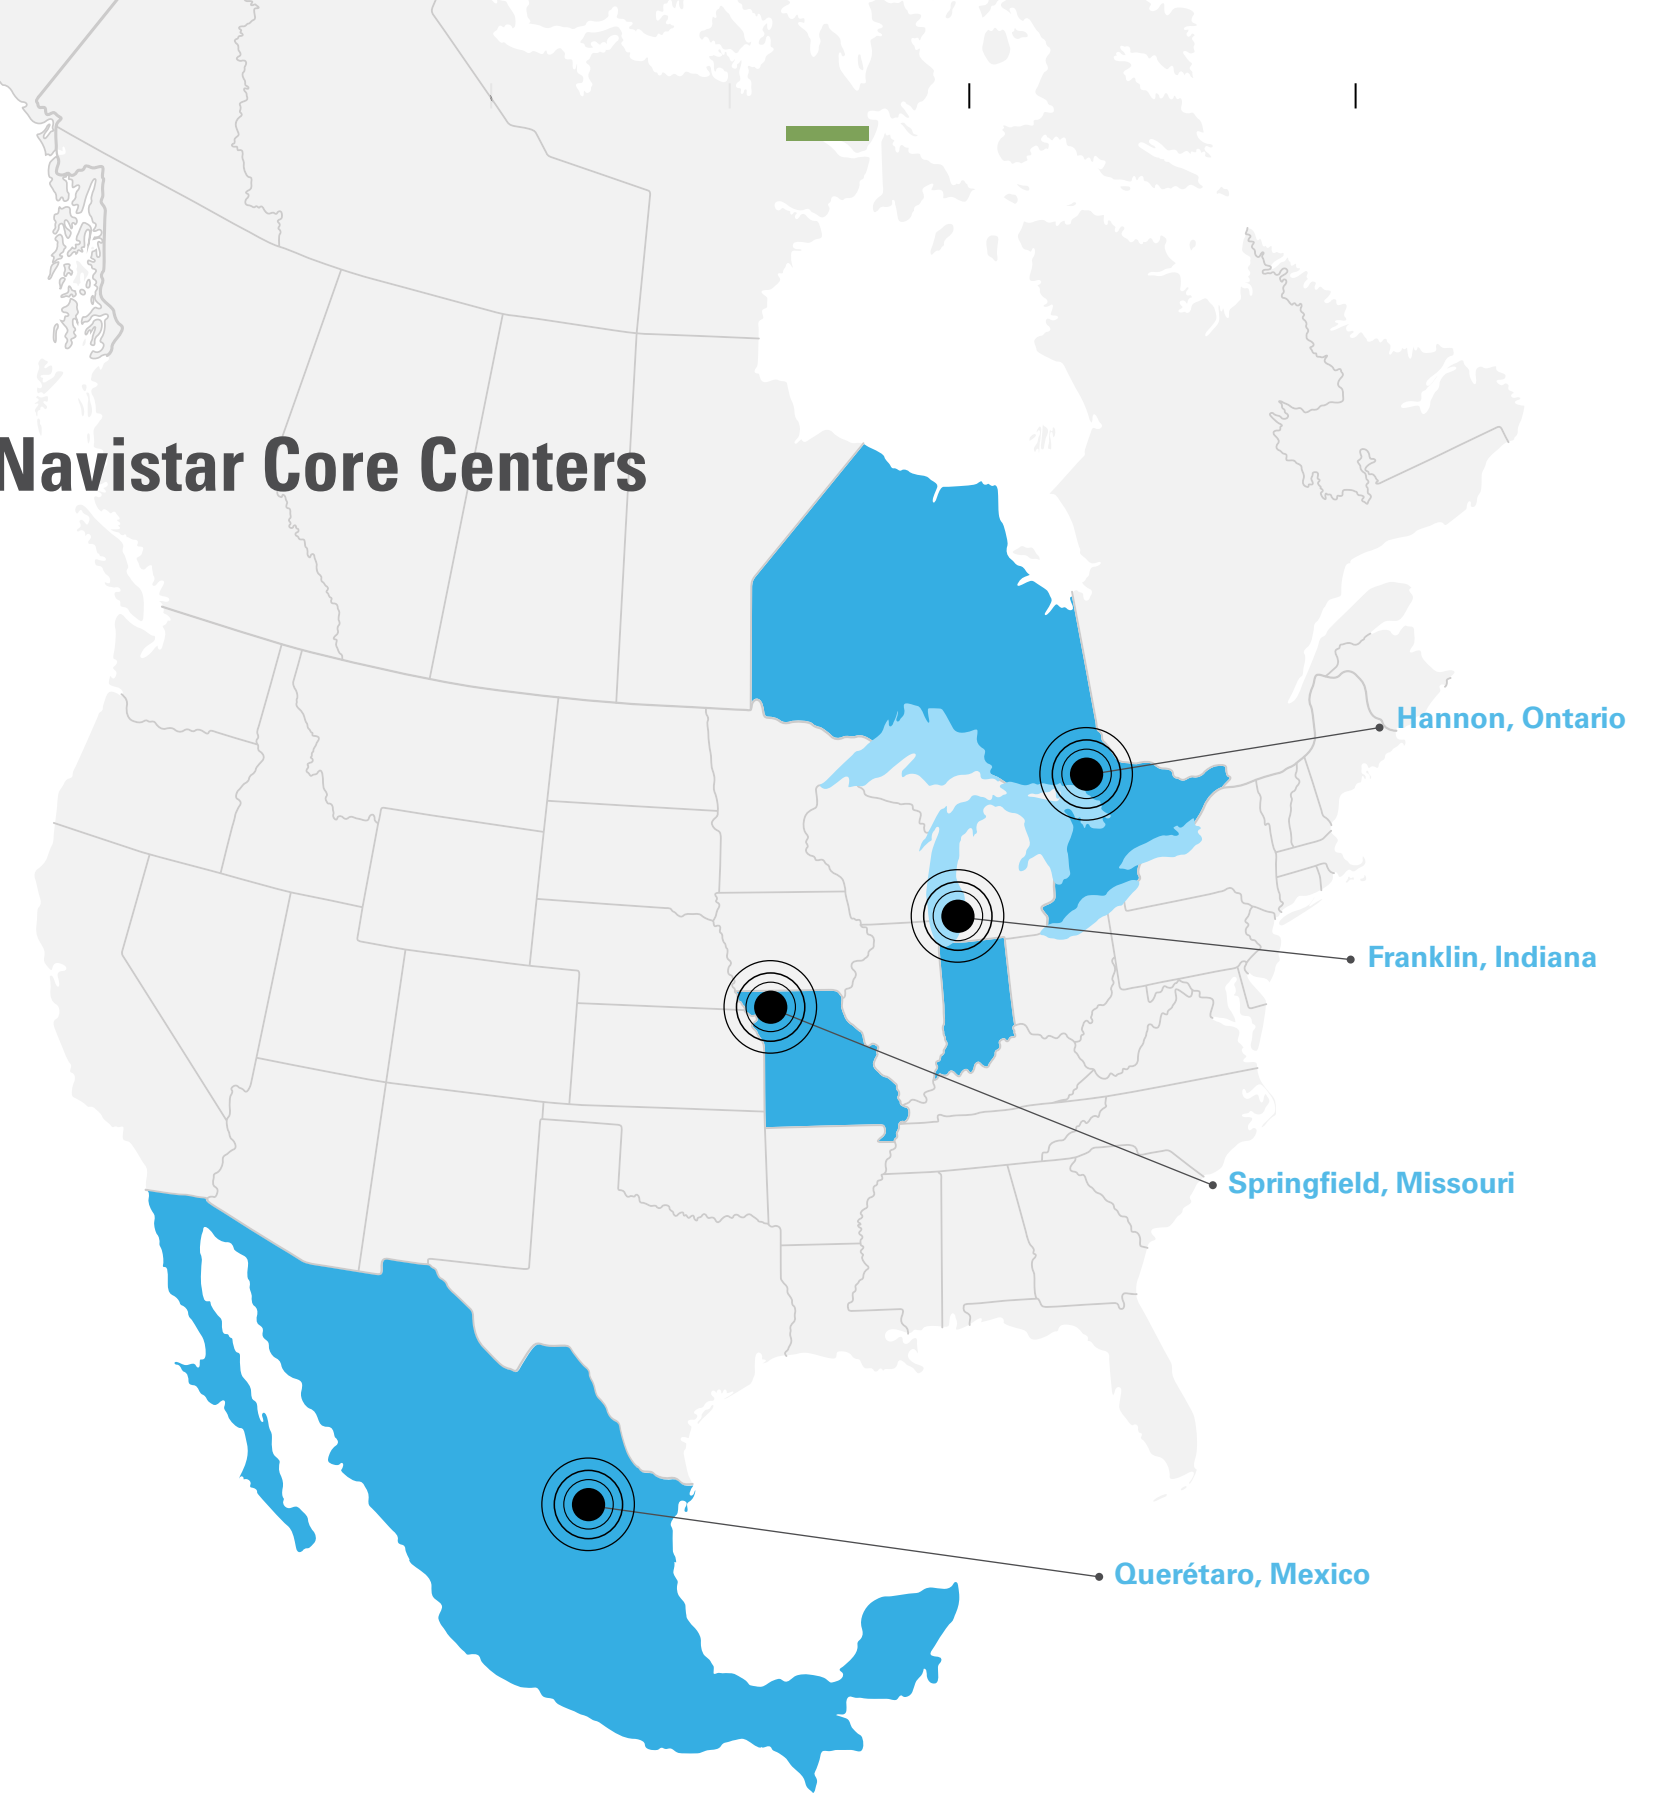 Navistar Core Centers
Hannon, Ontario
Franklin, Indiana
Springfield, Missouri
Querétaro, Mexico